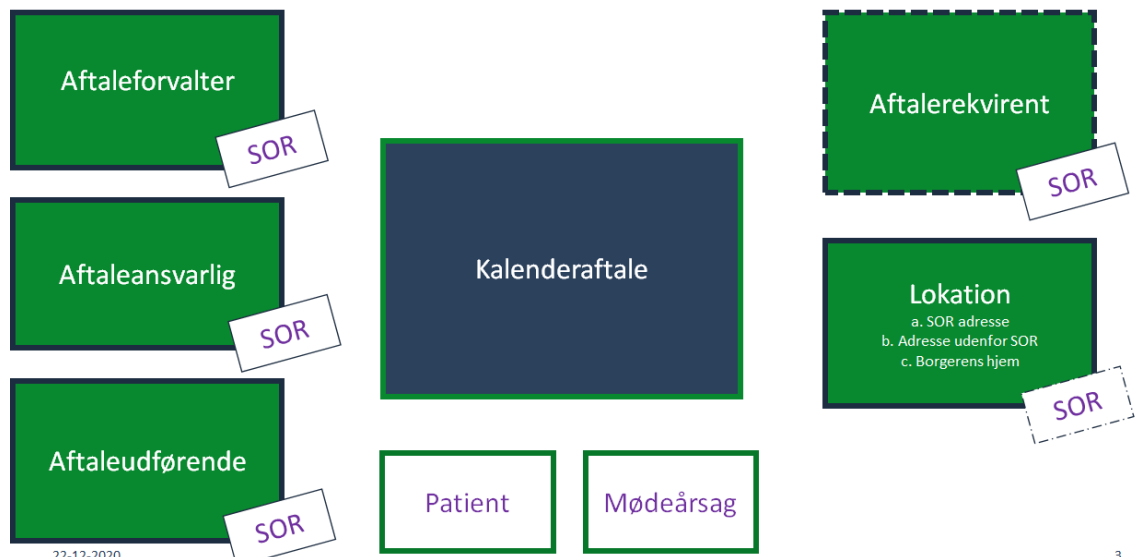 Aftaleforvalter
SOR
Aftaleansvarlig
SOR
Aftaleudførende
SOR
Kalenderaftale
Patient
Mødeårsag
Aftalerekvirent
SOR
Lokation
a. SOR adresse
b. Adresse udenfor SOR
c. Borgerens hjem
SOR
22-12-2020
3